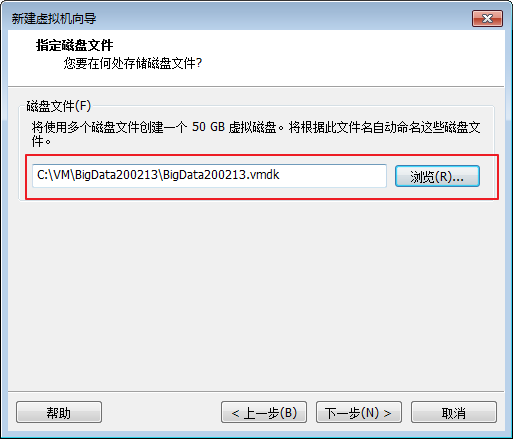 新建虚拟机向导
指定磁盘文件
您要在何处存储磁盘文件?
磁盘文件(F)
将使用多个磁盘文件创建一个 50 GB 虚拟磁盘。将根据此文件名自动命名这些磁盘文
件。
C:\VM\BigData200213\BigData200213.vmdk
浏览(R)...
帮助
< 上一步(B)
下一步(N) >
取消